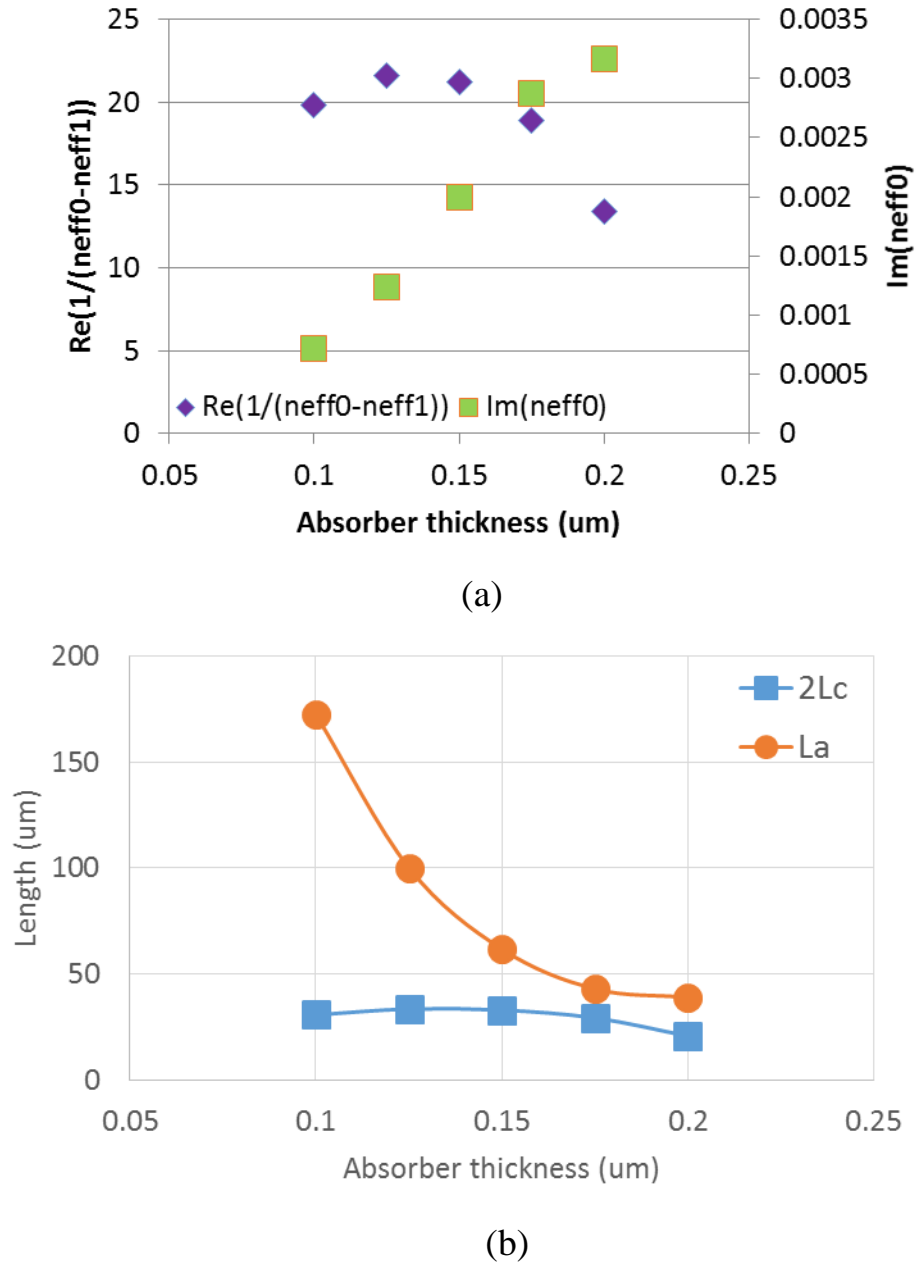 25
20
15
10
5
0
Re(1/(neff0-neff1))
0.0035
0.003
0.0025
0.002
0.0015
0.001
0.0005
0
Im(neff0)
Re(1/(neff0-neff1)) Im(neff0)
0.05 0.1 0.15 0.2 0.25
Absorber thickness (um)
(a)
200
150
100
50
0
Length (um)
2Lc
La
0.05 0.1 0.15 0.2 0.25
Absorber thickness (um)
(b)